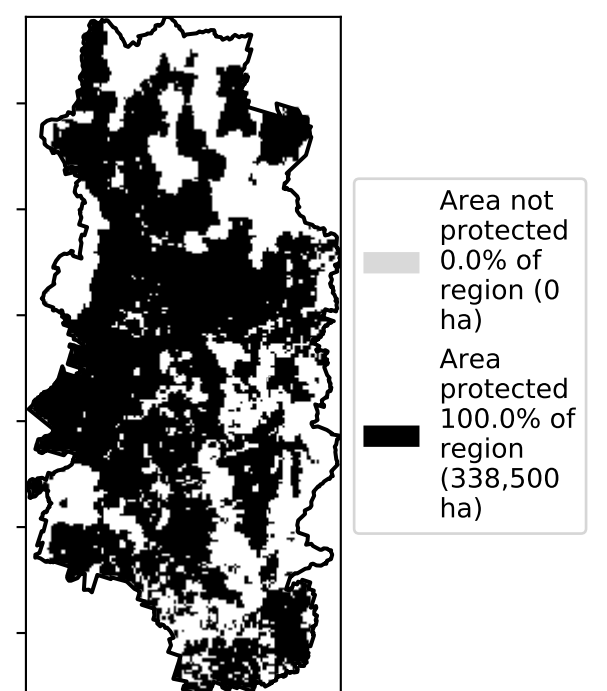 Area not
protected
0.0% of
region (0
ha)
Area
protected
100.0% of
region
(338,500
ha)